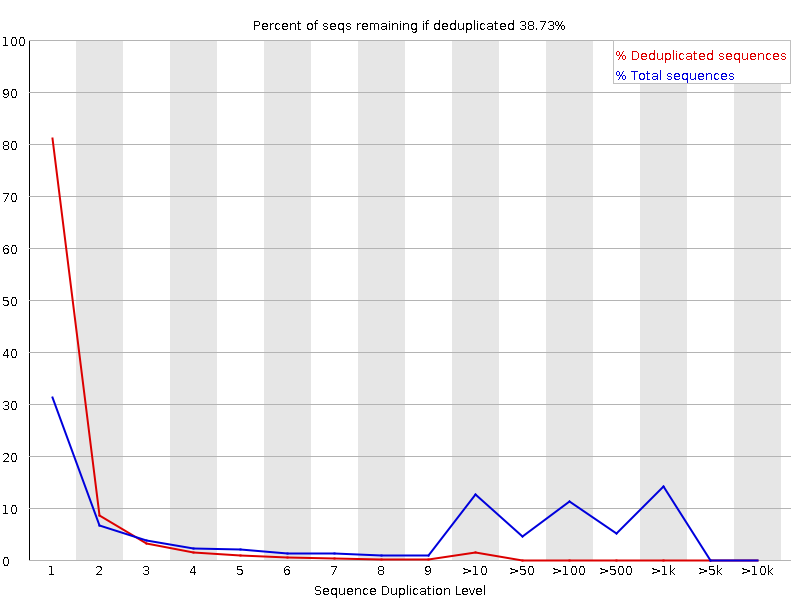 Percent of seqs remaining if deduplicated 38.73%
% Deduplicated sequences
% Total sequences
100
90
80
70
60
50
40
30
20
10
0
1 2 3 4 5 6 7 8 9 >10 >50 >100 >500 >1k >5k >10k
Sequence Duplication Level